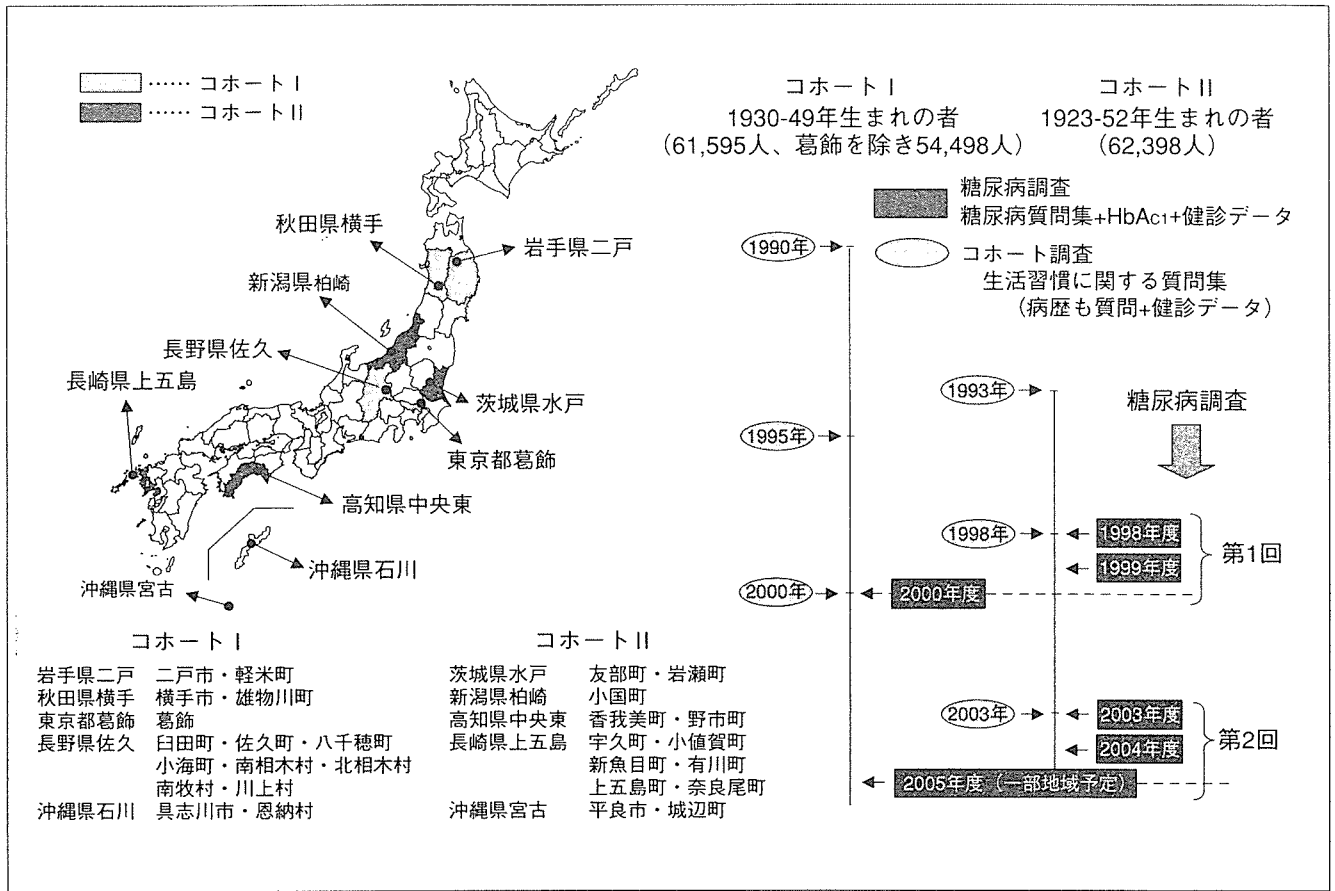 …… コホートⅠ
…… コホートⅡ
秋田県横手
岩手県二戸
新潟県柏崎
長野県佐久
長崎県上五島
茨城県水戸
東京都葛飾
高知県中央東
沖縄県石川
沖縄県宮古
コホートⅠ
1930-49年生まれの者
(61,595人、葛飾を除き54,498人)
コホートⅡ
1923-52年生まれの者
(62,398人)
糖尿病調査
糖尿病質問集+HbAc1+健診データ
コホート調査
生活習慣に関する質問集
(病歴も質問+健診データ)
1990年
1993年
1995年
糖尿病調査
1998年
1998年度
1999年度
第1回
2000年
2000年度
2003年
2003年度
2004年度
第2回
2005年度(一部地域予定)
コホートⅠ
岩手県二戸 二戸市・軽米町
秋田県横手 横手市・雄物川町
東京都葛飾 葛飾
長野県佐久 臼田町・佐久町・八千穂町
小海町・南相木村・北相木村
南牧村・川上村
沖縄県石川 具志川市・恩納村
コホートⅡ
茨城県水戸 友部町・岩瀬町
新潟県柏崎 小国町
高知県中央東 香我美町・野市町
長崎県上五島 宇久町・小値賀町
新魚目町・有川町
上五島町・奈良尾町
沖縄県宮古 平良市・城辺町